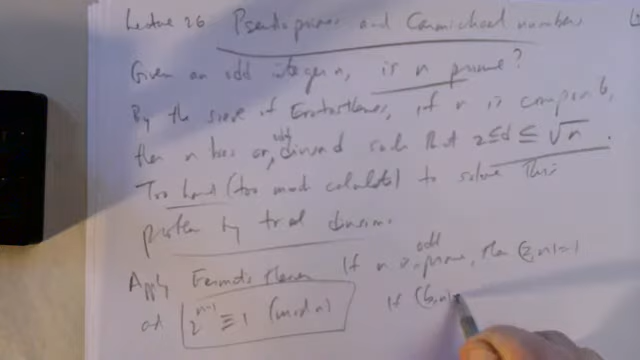 Lecture 26 Pseudoprimes and Carmichael numbers
Given an odd integer n, is n prime?
By the sieve of Eratosthenes, if n is composite,
then n has an odd divisor d such that 2 ≤ d ≤ √n.
Too hard (too much calculation) to solve this
problem by trial division.
Apply Fermat's theorem If n is odd prime, then (2,n)=1
and 2^{n-1} ≡ 1 (mod n) If (b,n)